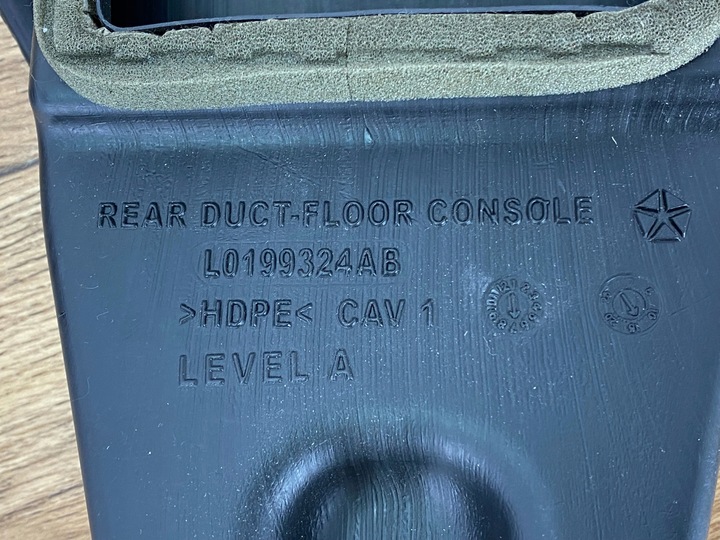 REAR DUCT-FLOOR CONSOLE
L0199324AB
>HDPE< CAV 1
LEVEL A